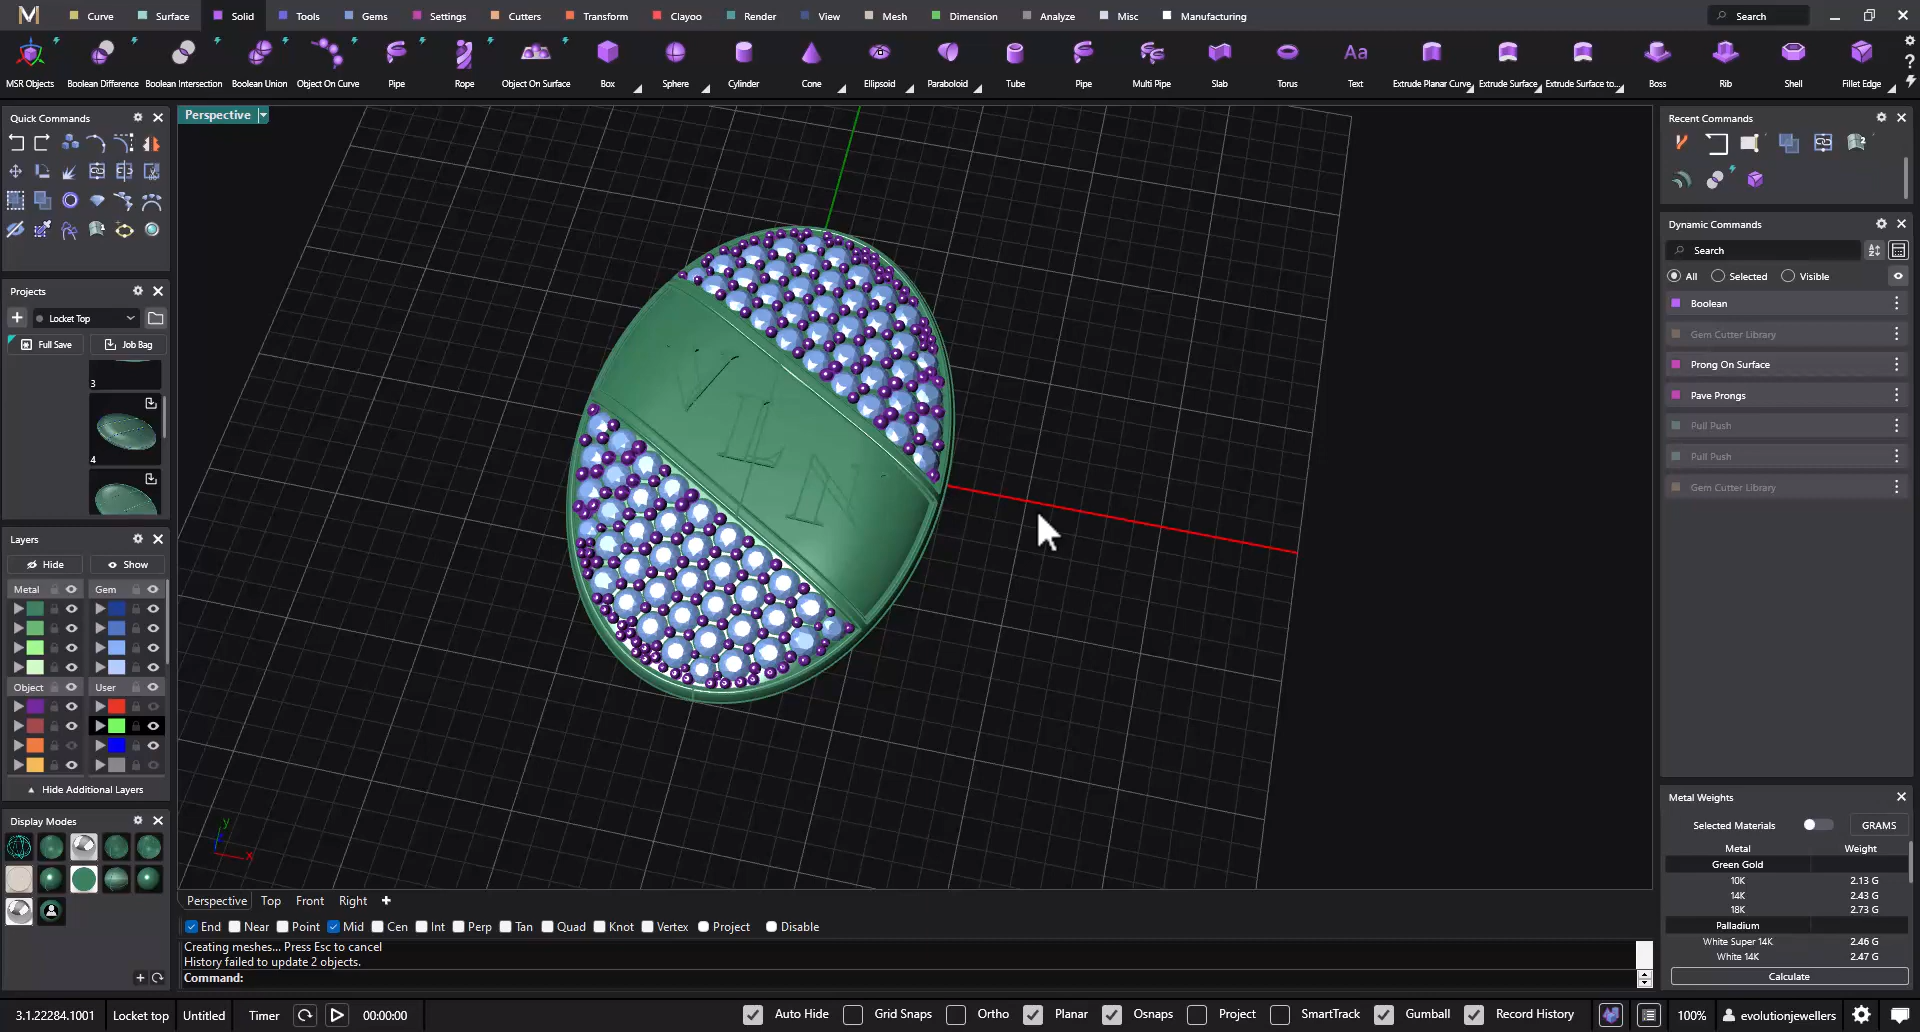 Curve Surface Solid Tools Gems Settings Cutters Transform Clayoo Render View Mesh Dimension Analyze Misc Manufacturing Search
MSR Objects Boolean Difference Boolean Intersection Boolean Union Object On Curve Pipe Rope Object On Surface Box Sphere Cylinder Cone Ellipsoid Paraboloid Tube Pipe Multi Pipe Slab Torus Text Extrude Planar Curve Extrude Surface Extrude Surface to... Boss Rib Shell Fillet Edge
Quick Commands
Projects
Locket Top
Full Save Job Bag
3
4
Layers
Hide Show
Metal Gem
Object User
Hide Additional Layers
Display Modes
Perspective
V L N
y
x
Perspective Top Front Right
End Near Point Mid Cen Int Perp Tan Quad Knot Vertex Project Disable
Creating meshes... Press Esc to cancel
History failed to update 2 objects.
Command:
Recent Commands
Dynamic Commands
Search
All Selected Visible
Boolean
Gem Cutter Library
Prong On Surface
Pave Prongs
Pull Push
Pull Push
Gem Cutter Library
Metal Weights
Selected Materials GRAMS
Metal Weight
Green Gold
10K 2.13 G
14K 2.43 G
18K 2.73 G
Palladium
White Super 14K 2.46 G
White 14K 2.47 G
Calculate
3.1.22284.1001 Locket top Untitled Timer 00:00:00 Auto Hide Grid Snaps Ortho Planar Osnaps Project SmartTrack Gumball Record History 100% evolutionjewellers